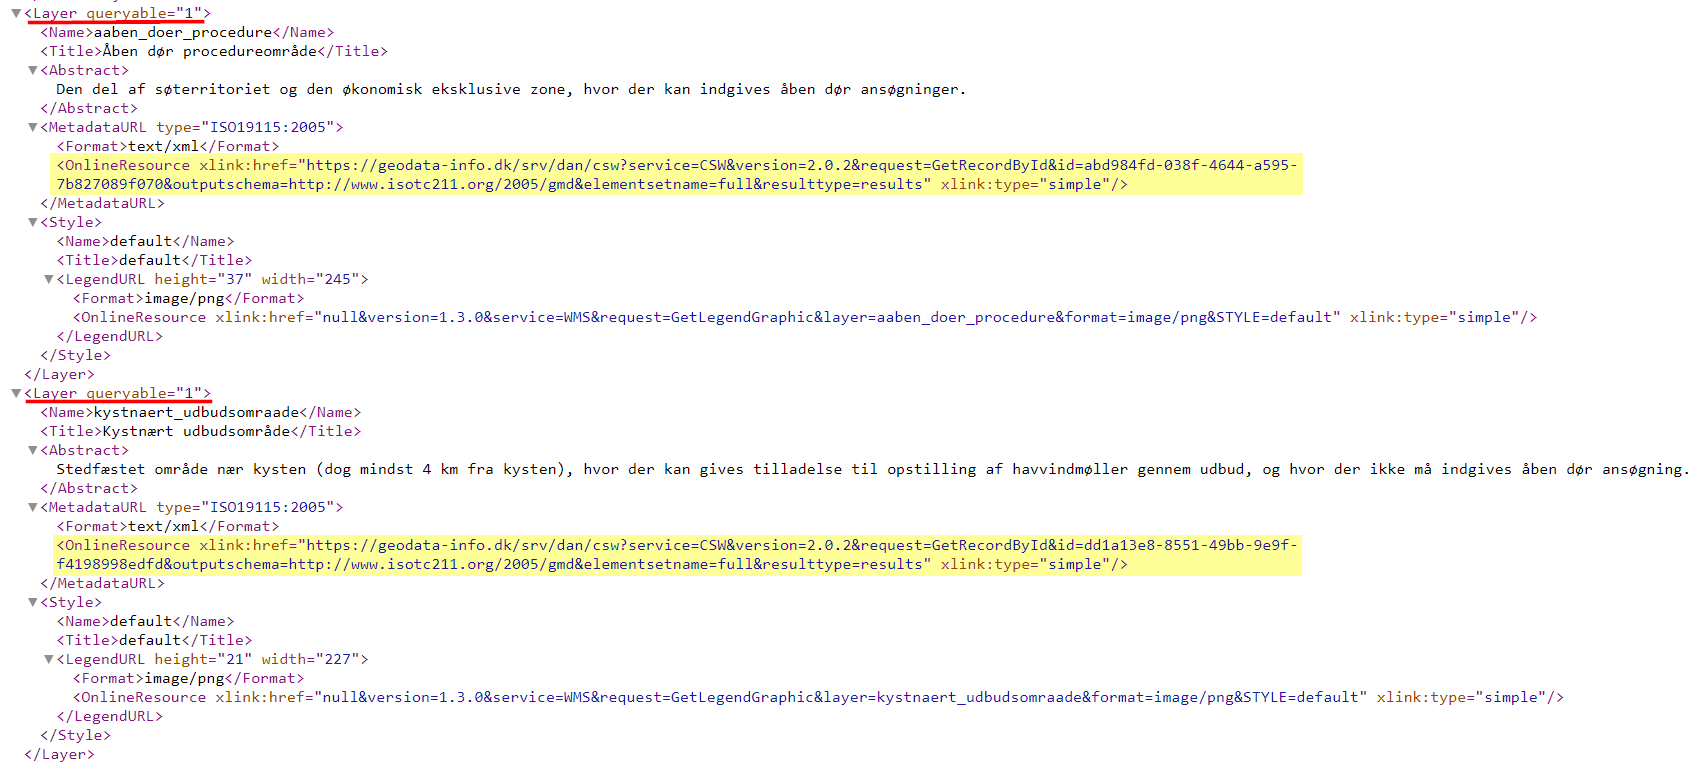 ▼<Layer queryable="1">
<Name>aaben_doer_procedure</Name>
<Title>Åben dør procedureområde</Title>
▼<Abstract>
Den del af søterritoriet og den økonomisk eksklusive zone, hvor der kan indgives åben dør ansøgninger.
</Abstract>
▼<MetadataURL type="ISO19115:2005">
<Format>text/xml</Format>
<OnlineResource xlink:href="https://geodata-info.dk/srv/dan/csw?service=CSW&version=2.0.2&request=GetRecordById&id=abd984fd-038f-4644-a595-
7b827089f070&outputschema=http://www.isotc211.org/2005/gmd&elementsetname=full&resulttype=results" xlink:type="simple"/>
</MetadataURL>
▼<Style>
<Name>default</Name>
<Title>default</Title>
▼<LegendURL height="37" width="245">
<Format>image/png</Format>
<OnlineResource xlink:href="null&version=1.3.0&service=WMS&request=GetLegendGraphic&layer=aaben_doer_procedure&format=image/png&STYLE=default" xlink:type="simple"/>
</LegendURL>
</Style>
</Layer>
▼<Layer queryable="1">
<Name>kystnaert_udbudsomraade</Name>
<Title>Kystnært udbudsområde</Title>
▼<Abstract>
Stedfæstet område nær kysten (dog mindst 4 km fra kysten), hvor der kan gives tilladelse til opstilling af havvindmøller gennem udbud, og hvor der ikke må indgives åben dør ansøgning.
</Abstract>
▼<MetadataURL type="ISO19115:2005">
<Format>text/xml</Format>
<OnlineResource xlink:href="https://geodata-info.dk/srv/dan/csw?service=CSW&version=2.0.2&request=GetRecordById&id=dd1a13e8-8551-49bb-9e9f-
f4198998edfd&outputschema=http://www.isotc211.org/2005/gmd&elementsetname=full&resulttype=results" xlink:type="simple"/>
</MetadataURL>
▼<Style>
<Name>default</Name>
<Title>default</Title>
▼<LegendURL height="21" width="227">
<Format>image/png</Format>
<OnlineResource xlink:href="null&version=1.3.0&service=WMS&request=GetLegendGraphic&layer=kystnaert_udbudsomraade&format=image/png&STYLE=default" xlink:type="simple"/>
</LegendURL>
</Style>
</Layer>